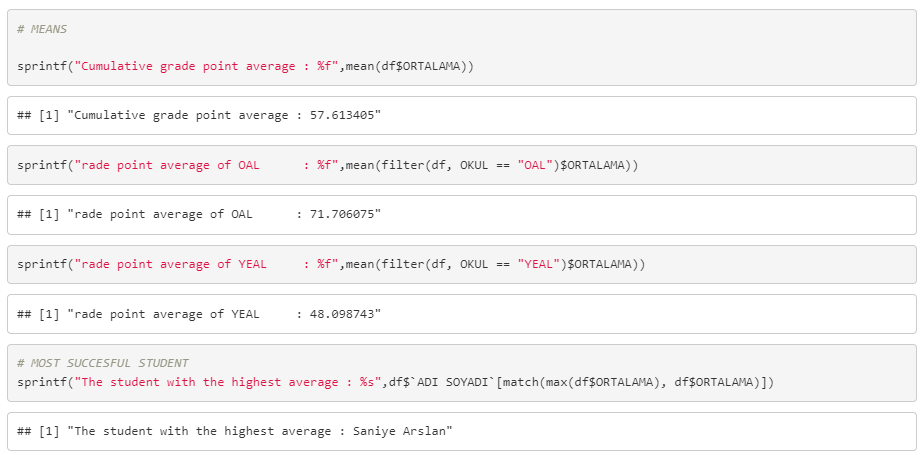 # MEANS
sprintf("Cumulative grade point average : %f",mean(df$ORTALAMA))
## [1] "Cumulative grade point average : 57.613405"
sprintf("rade point average of OAL      : %f",mean(filter(df, OKUL == "OAL")$ORTALAMA))
## [1] "rade point average of OAL      : 71.706075"
sprintf("rade point average of YEAL     : %f",mean(filter(df, OKUL == "YEAL")$ORTALAMA))
## [1] "rade point average of YEAL     : 48.098743"
# MOST SUCCESFUL STUDENT
sprintf("The student with the highest average : %s",df$`ADI SOYADI`[match(max(df$ORTALAMA), df$ORTALAMA)])
## [1] "The student with the highest average : Saniye Arslan"